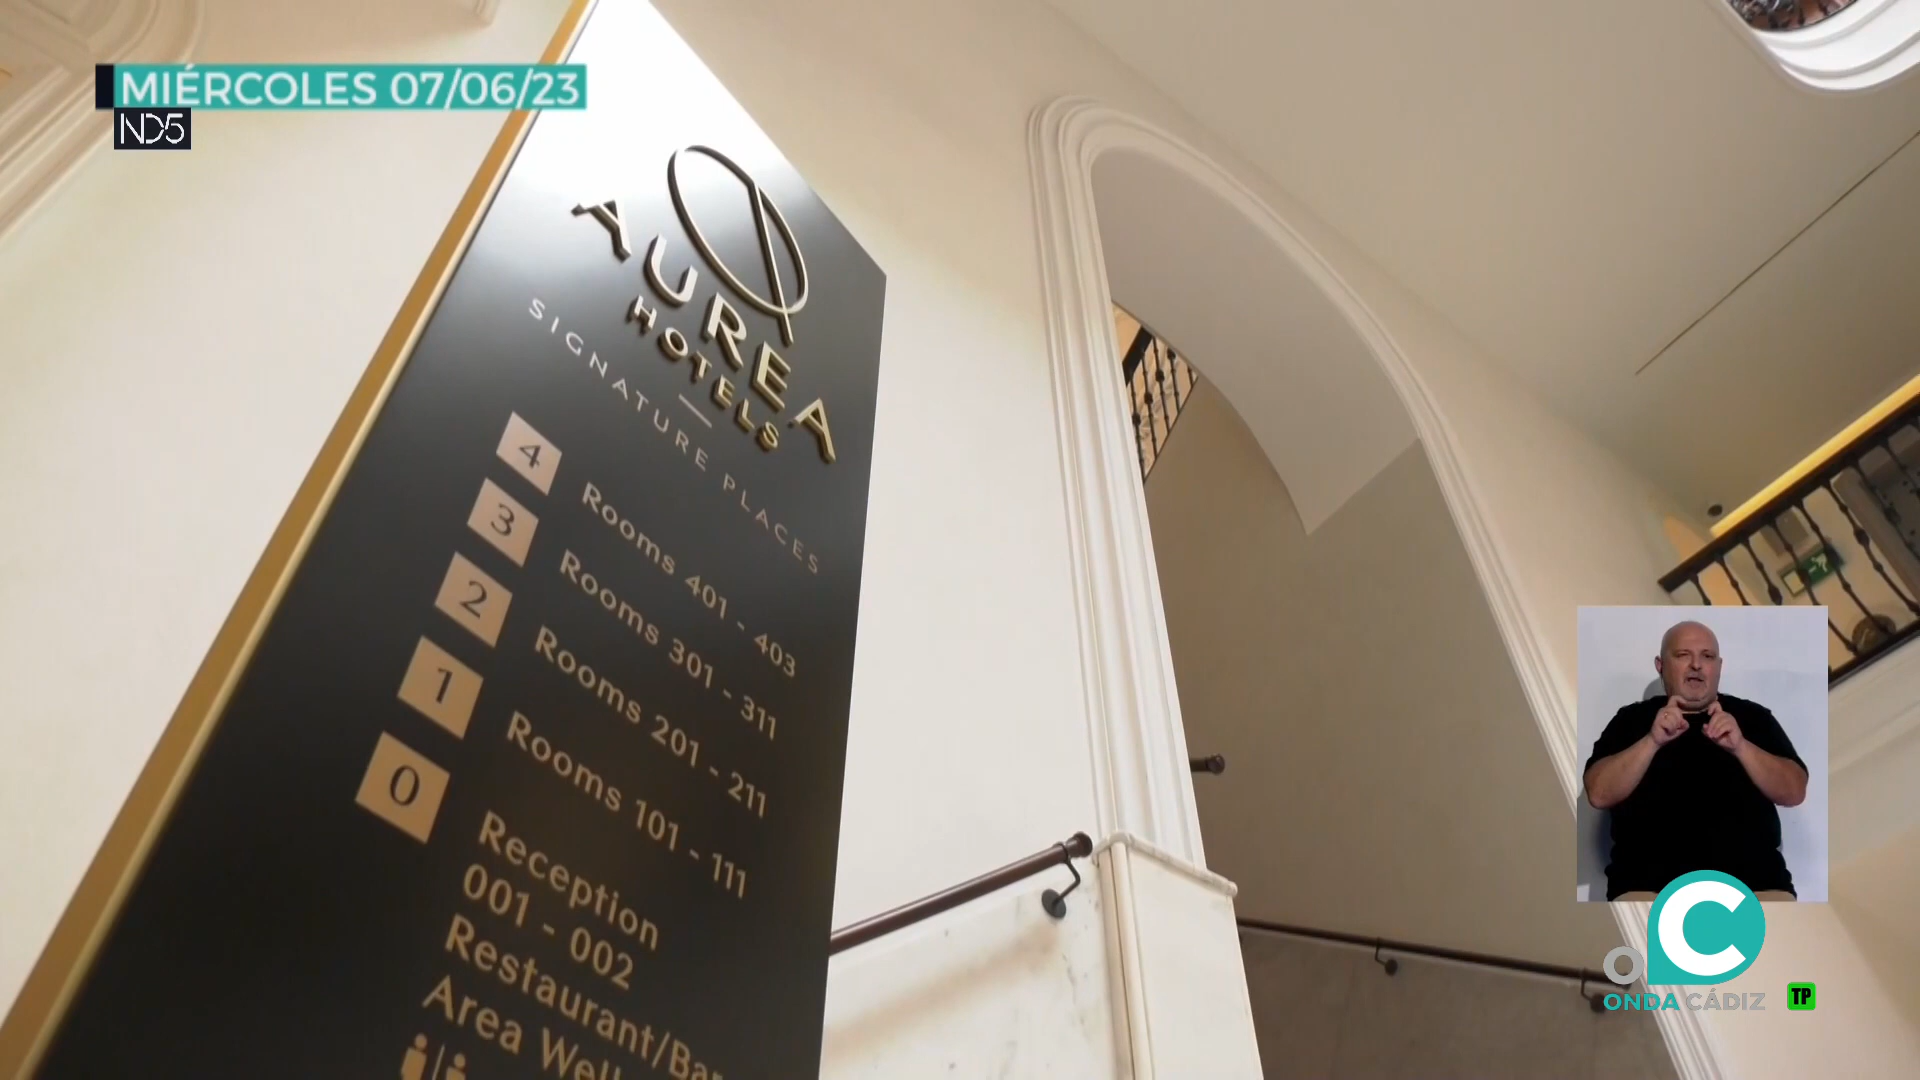 MIÉRCOLES 07/06/23
ND5
AUREA
HOTELS
SIGNATURE PLACES
4 Rooms 401 - 403
3 Rooms 301 - 311
2 Rooms 201 - 211
1 Rooms 101 - 111
0 Reception
001 - 002
Restaurant/Bar
Area Well
ONDA CÁDIZ
TP